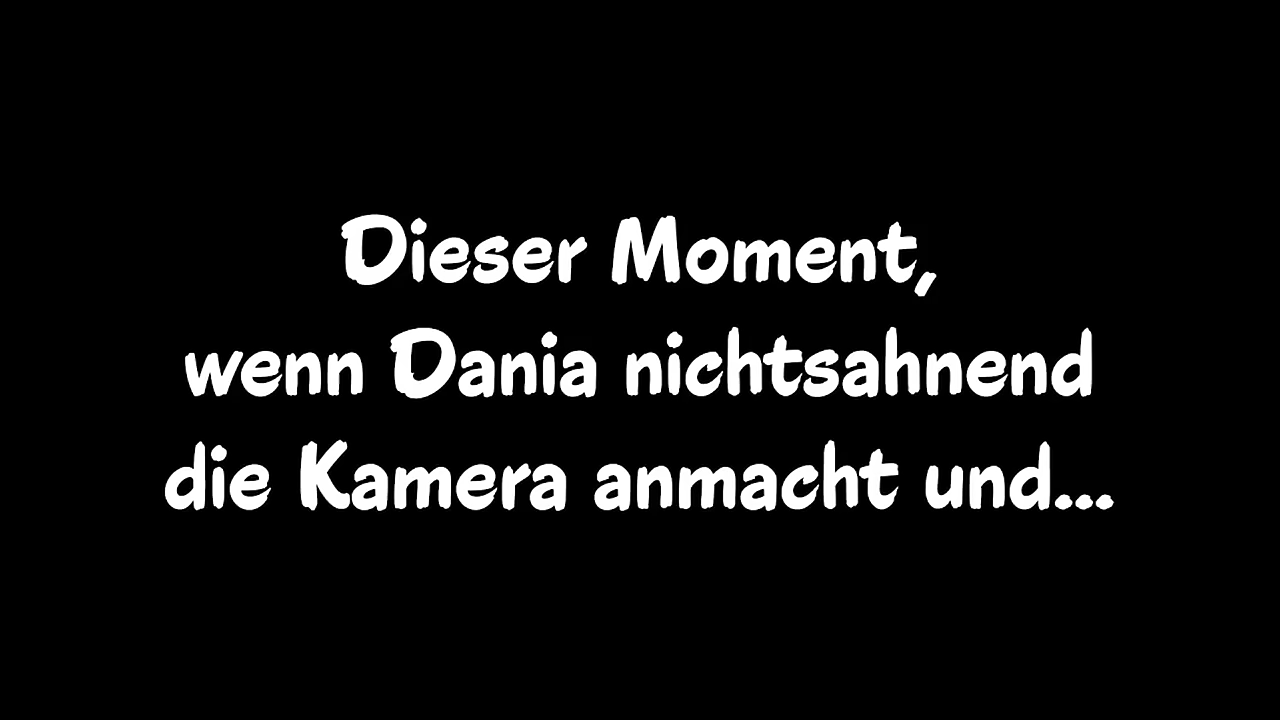 Dieser Moment,
wenn Dania nichtsahnend
die Kamera anmacht und...